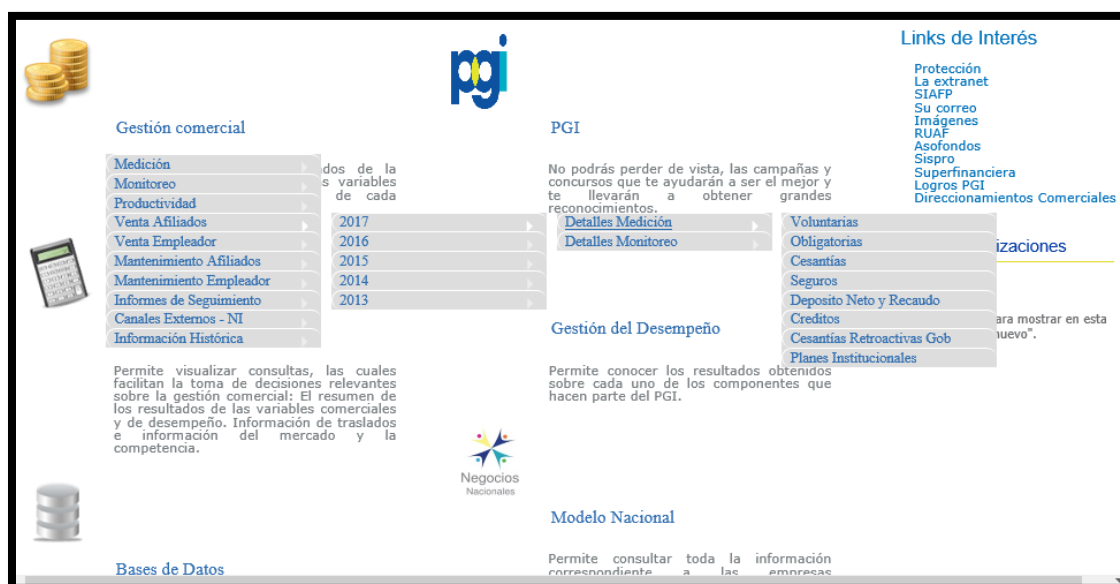 Links de Interés
Protección
La extranet
SIAFP
Su correo
Imágenes
RUAF
Asofondos
Sispro
Superfinanciera
Logros PGI
Direccionamientos Comerciales
pgi
Gestión comercial
PGI
Medición
Monitoreo
Productividad
Venta Afiliados
Venta Empleador
Mantenimiento Afiliados
Mantenimiento Empleador
Informes de Seguimiento
Canales Externos - NI
Información Histórica
dos de la
s variables
de cada
2017
2016
2015
2014
2013
No podrás perder de vista, las campañas y
concursos que te ayudarán a ser el mejor y
te llevarán a obtener grandes
reconocimientos.
Detalles Medición
Detalles Monitoreo
Voluntarias
Obligatorias
Cesantías
Seguros
Deposito Neto y Recaudo
Creditos
Cesantías Retroactivas Gob
Planes Institucionales
izaciones
ara mostrar en esta
nuevo".
Gestión del Desempeño
Permite visualizar consultas, las cuales
facilitan la toma de decisiones relevantes
sobre la gestión comercial: El resumen de
los resultados de las variables comerciales
y de desempeño. Información de traslados
e información del mercado y la
competencia.
Permite conocer los resultados obtenidos
sobre cada uno de los componentes que
hacen parte del PGI.
Negocios
Nacionales
Modelo Nacional
Permite consultar toda la información
correspondiente a las empresas
Bases de Datos